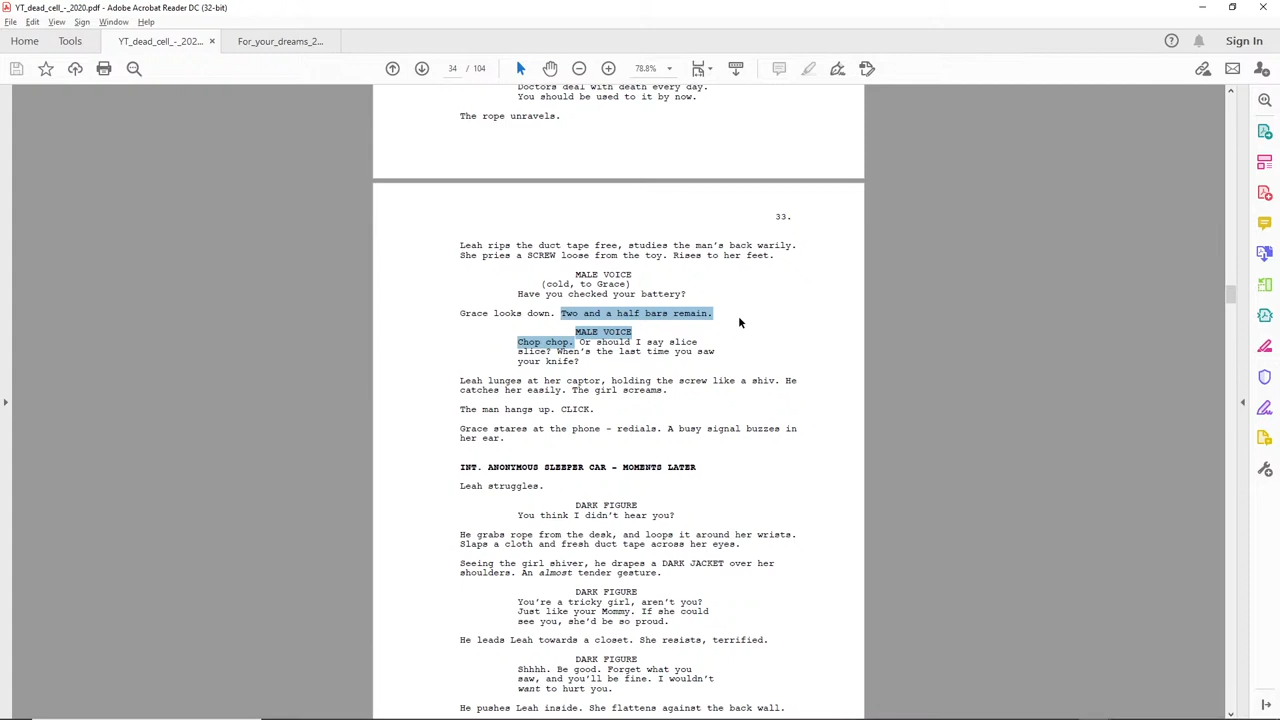 YT_dead_cell_-_2020.pdf - Adobe Acrobat Reader DC (32-bit)
File Edit View Sign Window Help
Home Tools YT_dead_cell_-_202... × For_your_dreams_2... Sign In
34 / 104 78.8%
Doctors deal with death every day.
You should be used to it by now.
The rope unravels.
33.
Leah rips the duct tape free, studies the man's back warily.
She pries a SCREW loose from the toy. Rises to her feet.
MALE VOICE
(cold, to Grace)
Have you checked your battery?
Grace looks down. Two and a half bars remain.
MALE VOICE
Chop chop. Or should I say slice
slice? When's the last time you saw
your knife?
Leah lunges at her captor, holding the screw like a shiv. He
catches her easily. The girl screams.
The man hangs up. CLICK.
Grace stares at the phone - redials. A busy signal buzzes in
her ear.
INT. ANONYMOUS SLEEPER CAR - MOMENTS LATER
Leah struggles.
DARK FIGURE
You think I didn't hear you?
He grabs rope from the desk, and loops it around her wrists.
Slaps a cloth and fresh duct tape across her eyes.
Seeing the girl shiver, he drapes a DARK JACKET over her
shoulders. An almost tender gesture.
DARK FIGURE
You're a tricky girl, aren't you?
Just like your Mommy. If she could
see you, she'd be so proud.
He leads Leah towards a closet. She resists, terrified.
DARK FIGURE
Shhhh. Be good. Forget what you
saw, and you'll be fine. I wouldn't
want to hurt you.
He pushes Leah inside. She flattens against the back wall.